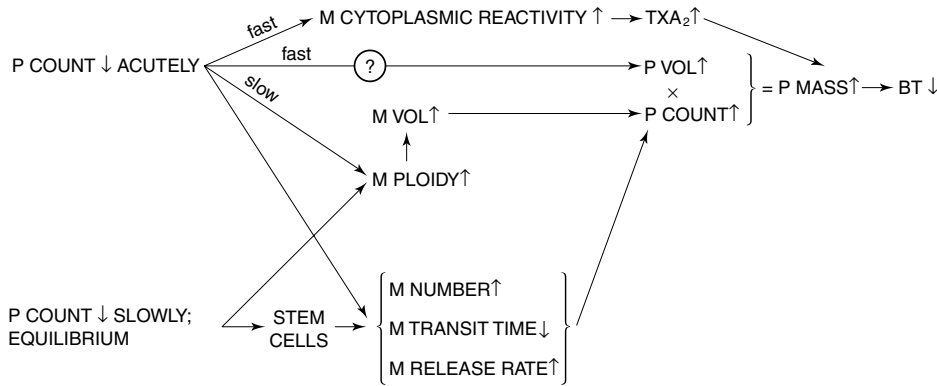 fast
M CYTOPLASMIC REACTIVITY ↑ → TXA₂↑
P COUNT ↓ ACUTELY
fast
?
P VOL↑
slow
×
= P MASS↑ → BT ↓
M VOL↑
P COUNT↑
M PLOIDY↑
P COUNT ↓ SLOWLY;
EQUILIBRIUM
STEM
CELLS
M NUMBER↑
M TRANSIT TIME↓
M RELEASE RATE↑